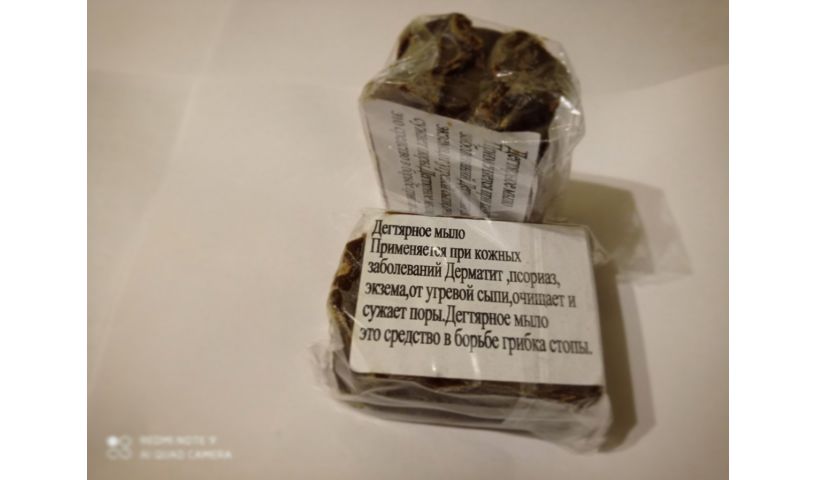 Дегтярное мыло
Применяется при кожных
заболеваний Дерматит ,псориаз,
экзема,от угревой сыпи,очищает и
сужает поры.Дегтярное мыло
это средство в борьбе грибка стопы.
REDMI NOTE 9
AI QUAD CAMERA